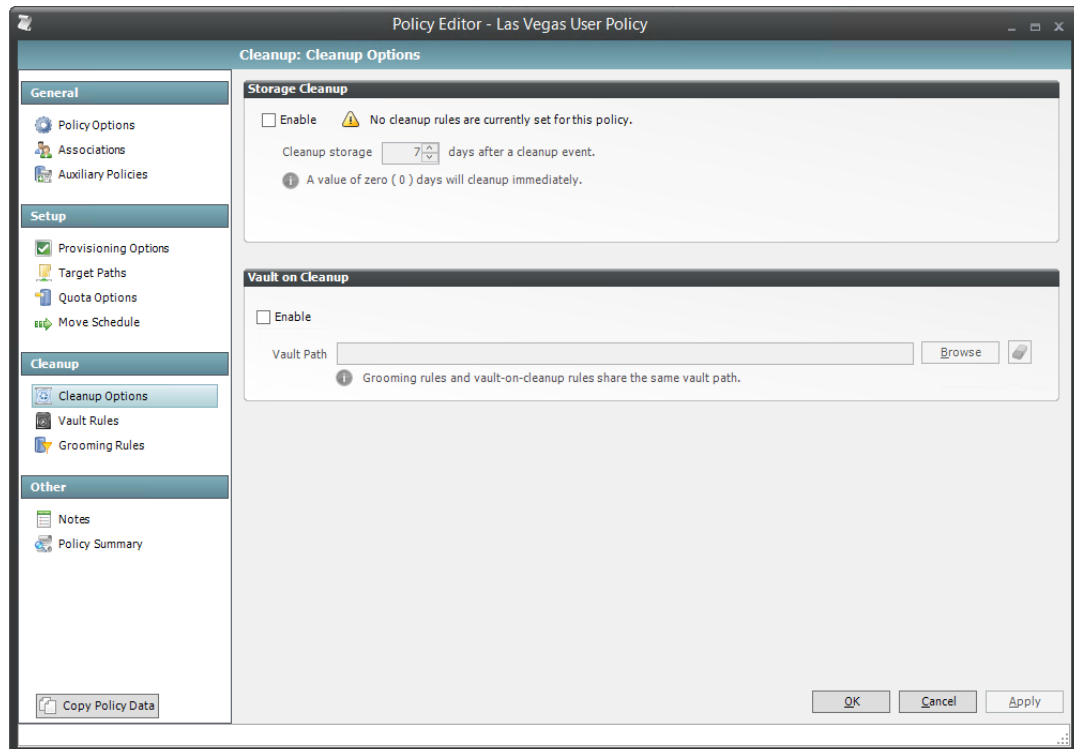 Policy Editor - Las Vegas User Policy
Cleanup: Cleanup Options
General
Policy Options
Associations
Auxiliary Policies
Setup
Provisioning Options
Target Paths
Quota Options
Move Schedule
Cleanup
Cleanup Options
Vault Rules
Grooming Rules
Other
Notes
Policy Summary
Copy Policy Data
Storage Cleanup
Enable No cleanup rules are currently set for this policy.
Cleanup storage 7 days after a cleanup event.
A value of zero ( 0 ) days will cleanup immediately.
Vault on Cleanup
Enable
Vault Path Browse
Grooming rules and vault-on-cleanup rules share the same vault path.
OK Cancel Apply